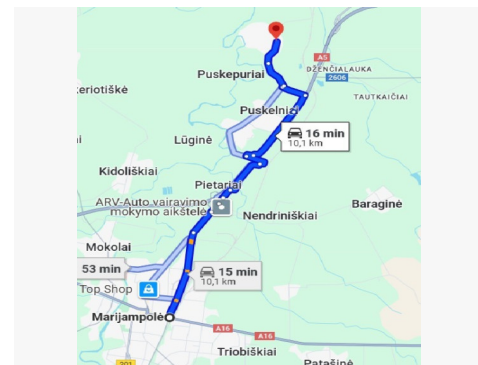 A5
DŽENČIALAUKA
2606
Puskepuriai
TAUTKAIČIAI
Puskelniai
16 min
10,1 km
Lūginė
Kidoliškiai
Pietariai
ARV-Auto vairavimo
mokymo aikštelė
Baraginė
Nendriniškiai
Mokolai
53 min
15 min
10,1 km
Top Shop
Marijampolė
A16
A16
Triobiškiai
Patašinė
201